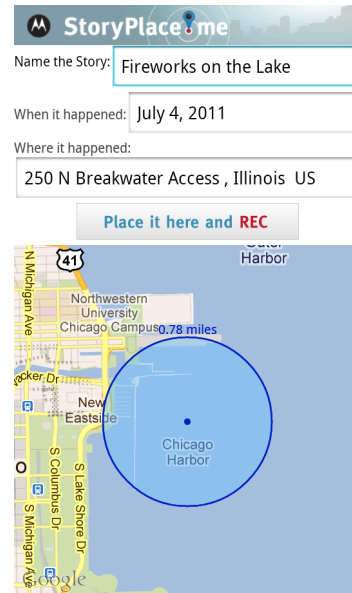 StoryPlace me
Name the Story: Fireworks on the Lake
When it happened: July 4, 2011
Where it happened:
250 N Breakwater Access , Illinois US
Place it here and REC
Outer
Harbor
41
N Michigan Ave
Northwestern
University
Chicago Campus
0.78 miles
acker Dr
New
Eastside
Chicago
Harbor
S Columbus Dr
S Lake Shore Dr
S Michigan Ave
Google